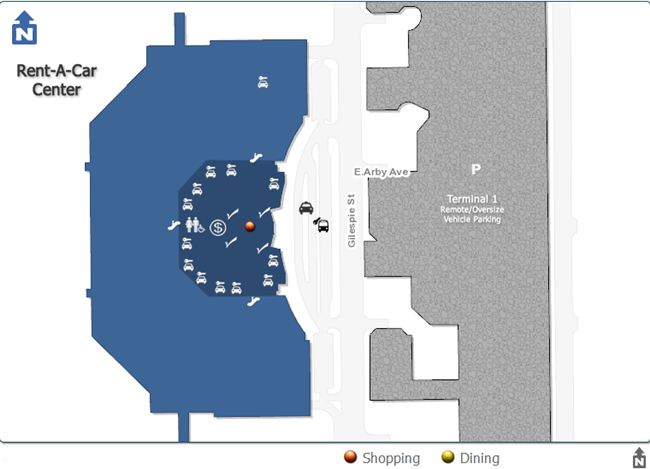 N
Rent-A-Car
Center
E.Arby Ave
P
Terminal 1
Remote/Oversize
Vehicle Parking
Gilespie St
$
Shopping
Dining
N